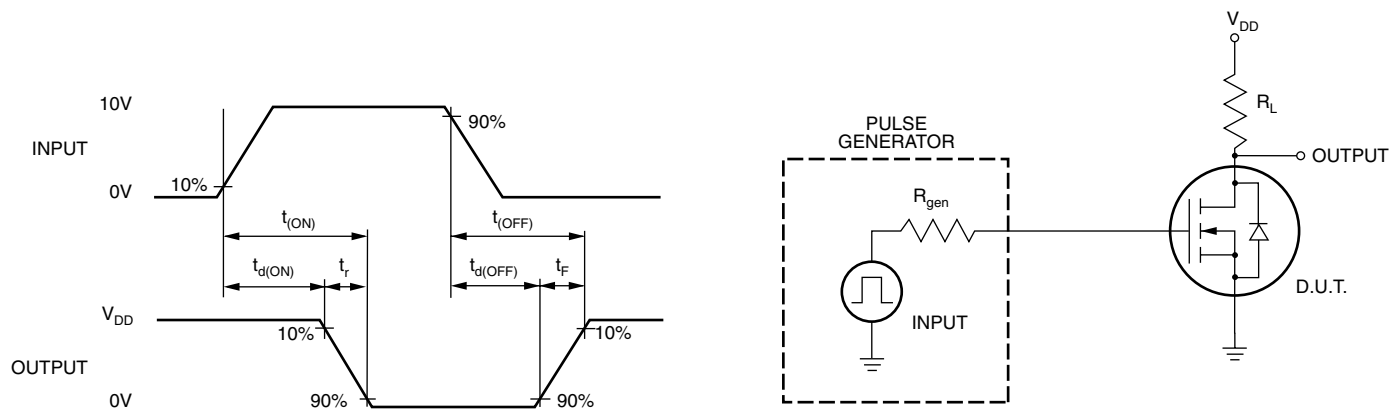 10V
INPUT
0V
10%
90%
t(ON)
t(OFF)
td(ON)
tr
td(OFF)
tF
VDD
OUTPUT
0V
10%
10%
90%
90%
VDD
RL
OUTPUT
PULSE
GENERATOR
Rgen
INPUT
D.U.T.